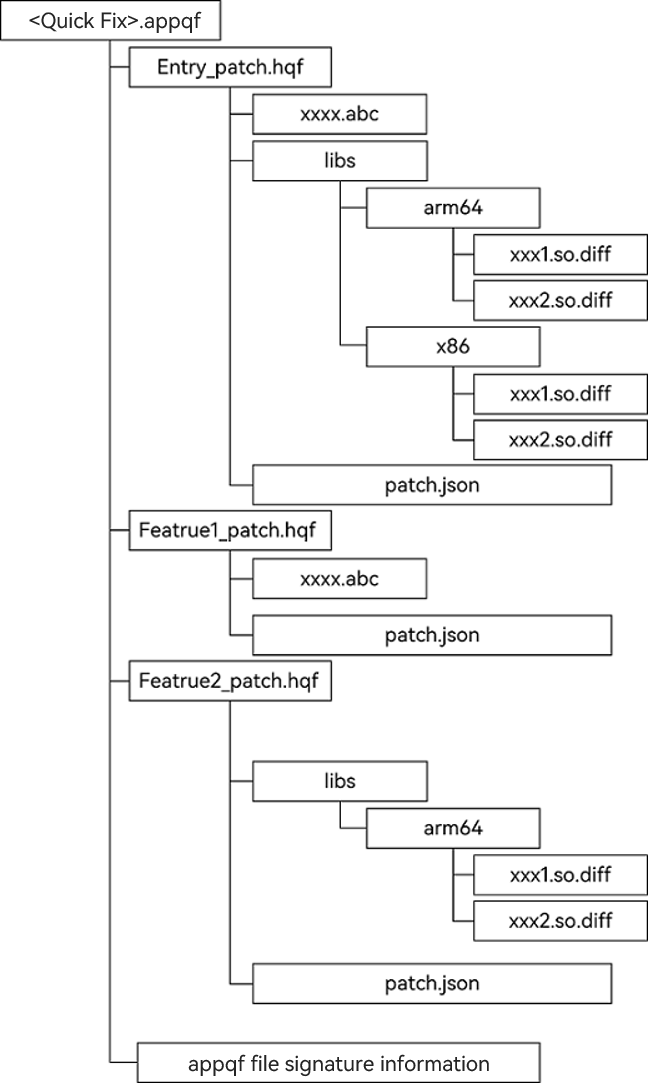 <Quick Fix>.appqf
Entry_patch.hqf
xxxx.abc
libs
arm64
xxx1.so.diff
xxx2.so.diff
x86
xxx1.so.diff
xxx2.so.diff
patch.json
Featrue1_patch.hqf
xxxx.abc
patch.json
Featrue2_patch.hqf
libs
arm64
xxx1.so.diff
xxx2.so.diff
patch.json
appqf file signature information